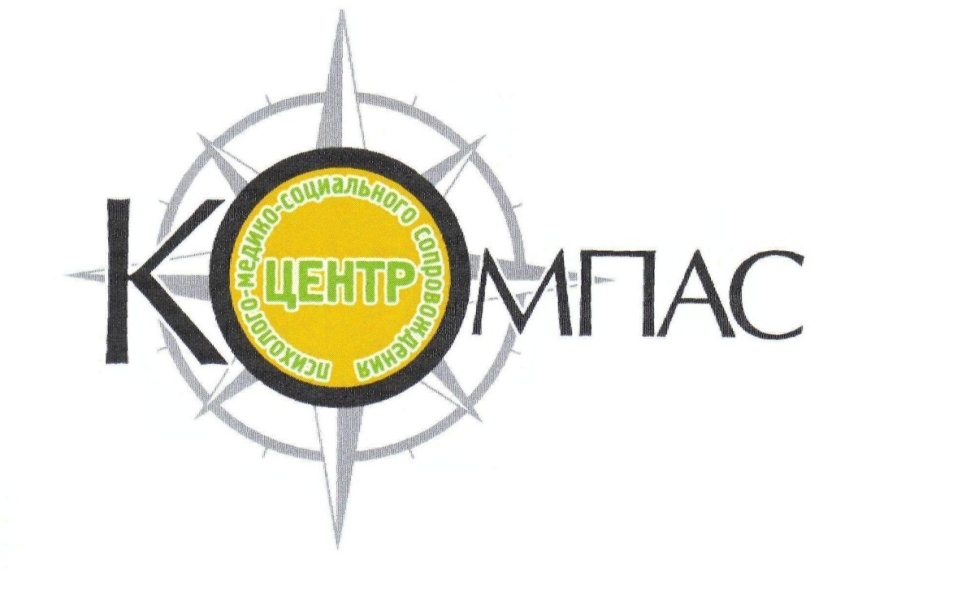 КОМПАС
ЦЕНТР
психолого-медико-социального сопровождения